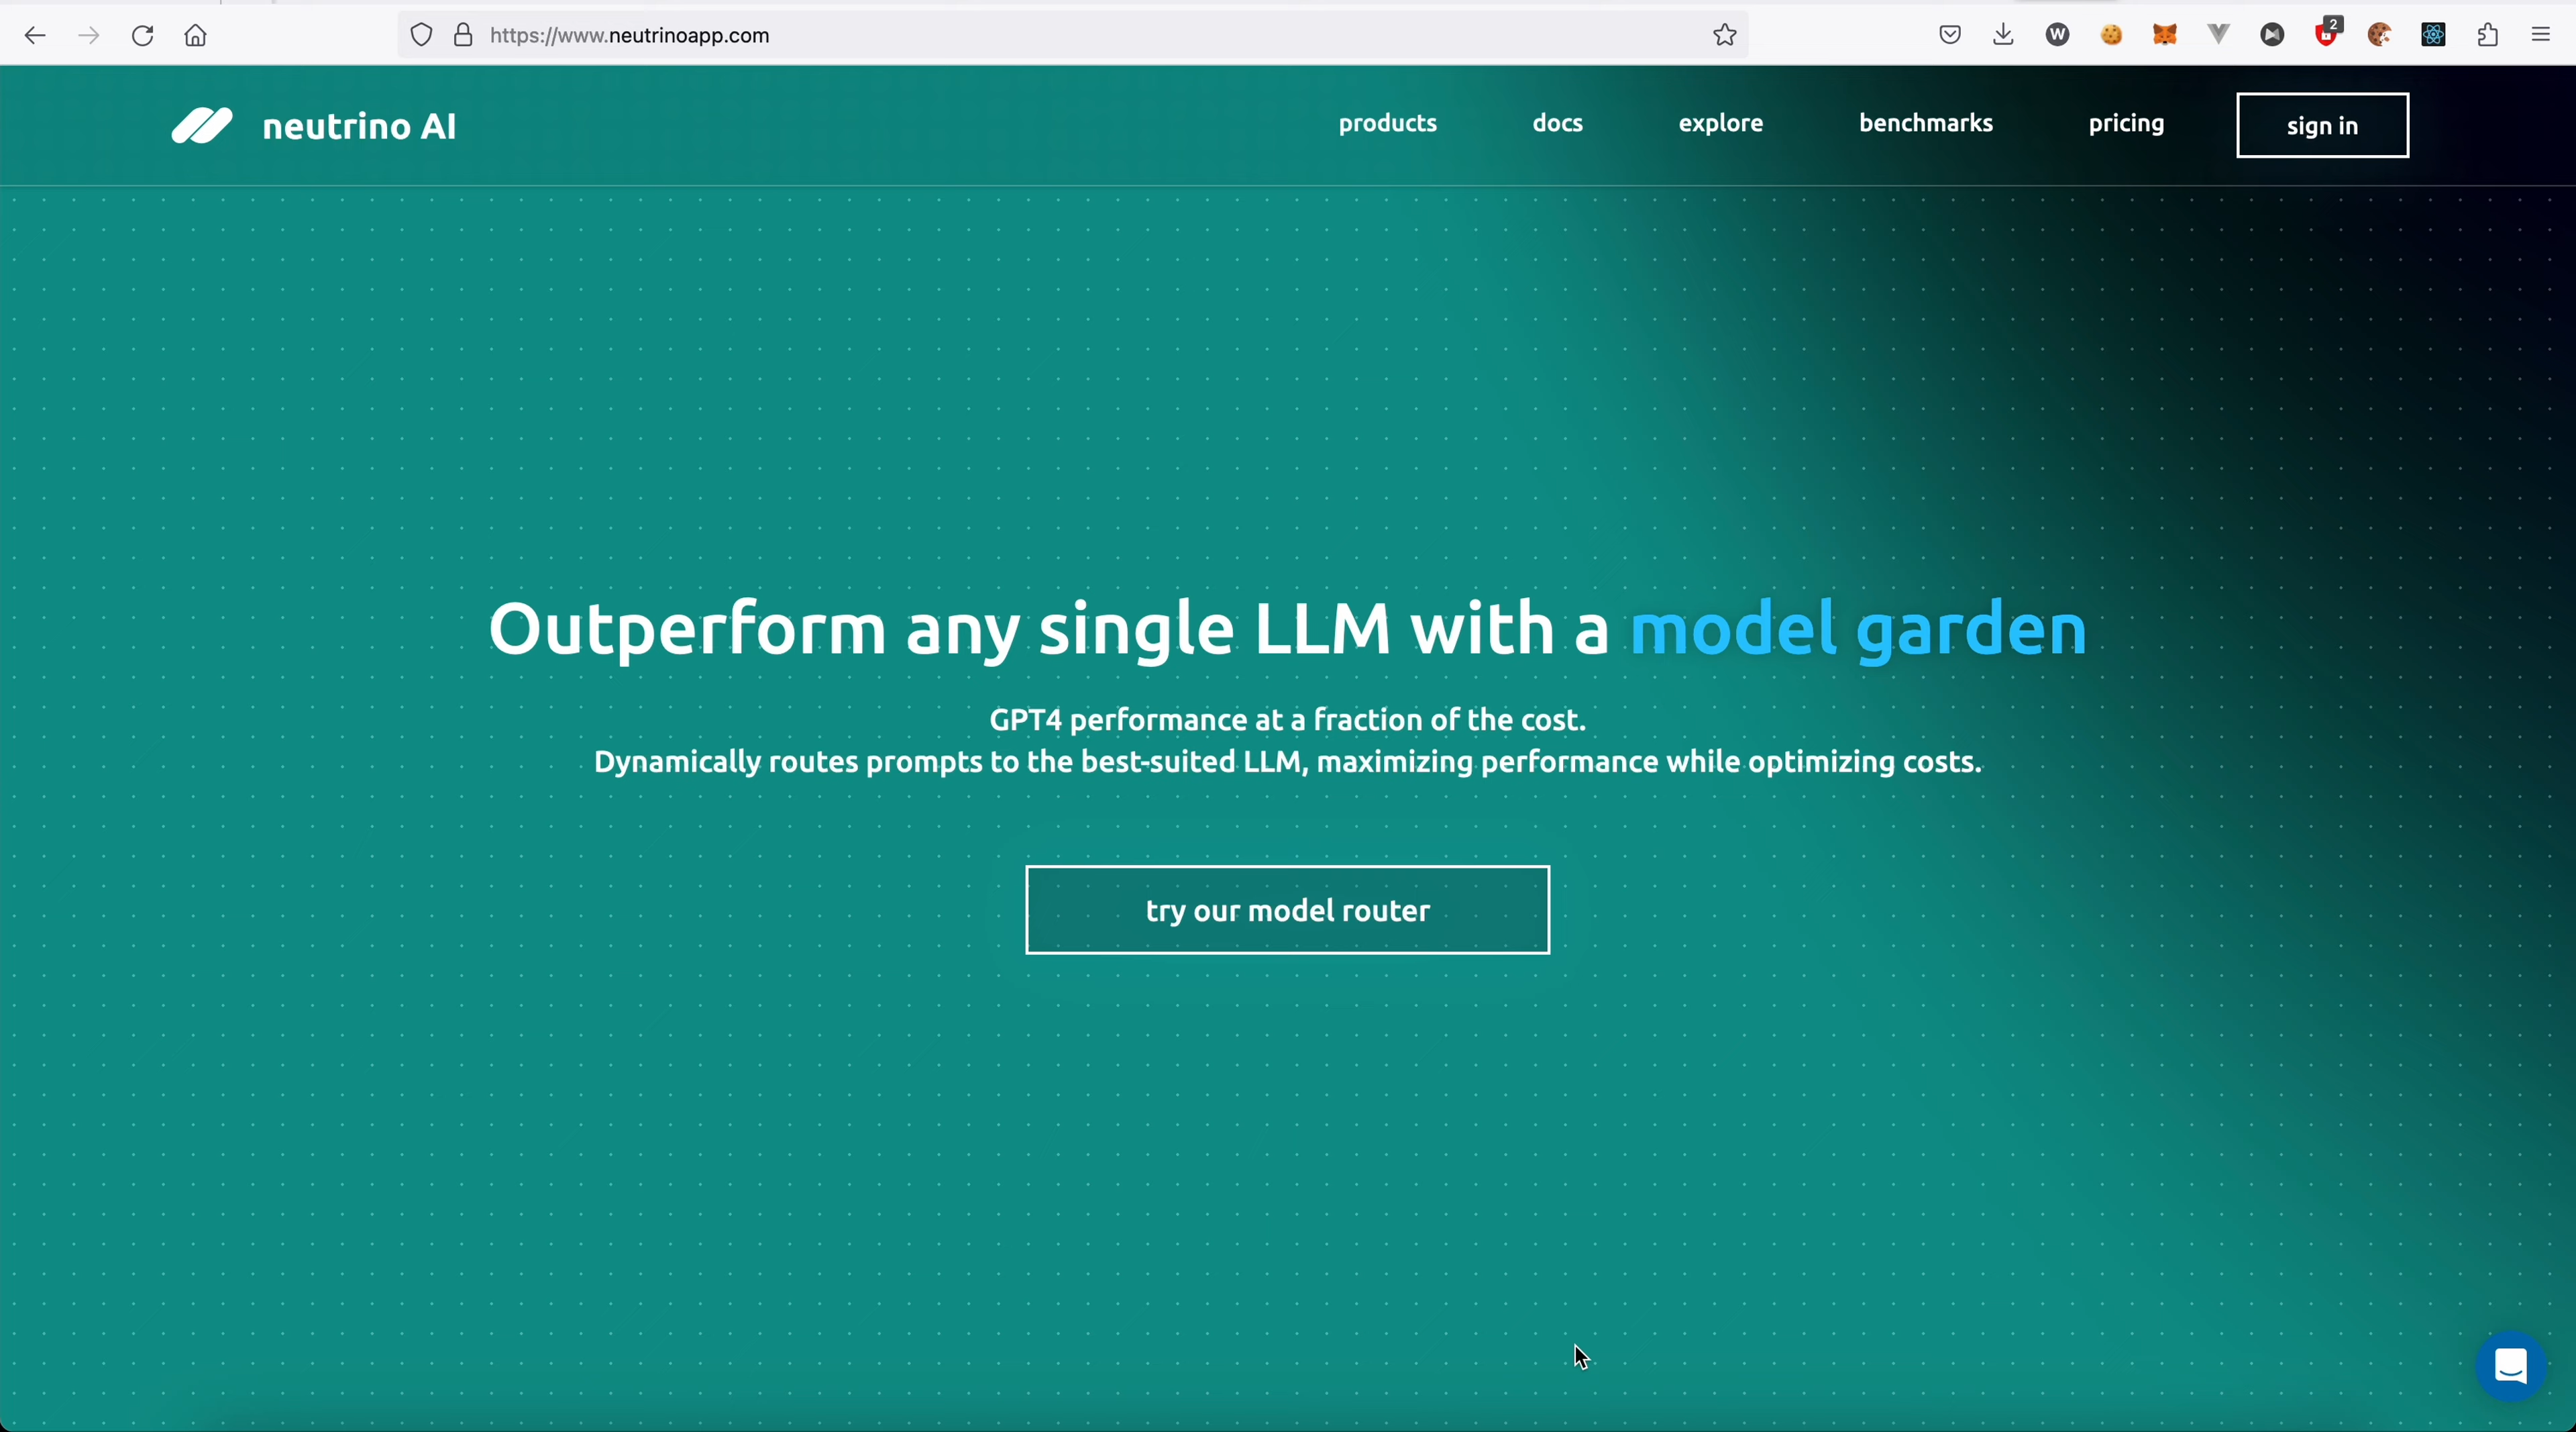 https://www.neutrinoapp.com
W
2
neutrino AI
products
docs
explore
benchmarks
pricing
sign in
Outperform any single LLM with a model garden
GPT4 performance at a fraction of the cost.
Dynamically routes prompts to the best-suited LLM, maximizing performance while optimizing costs.
try our model router